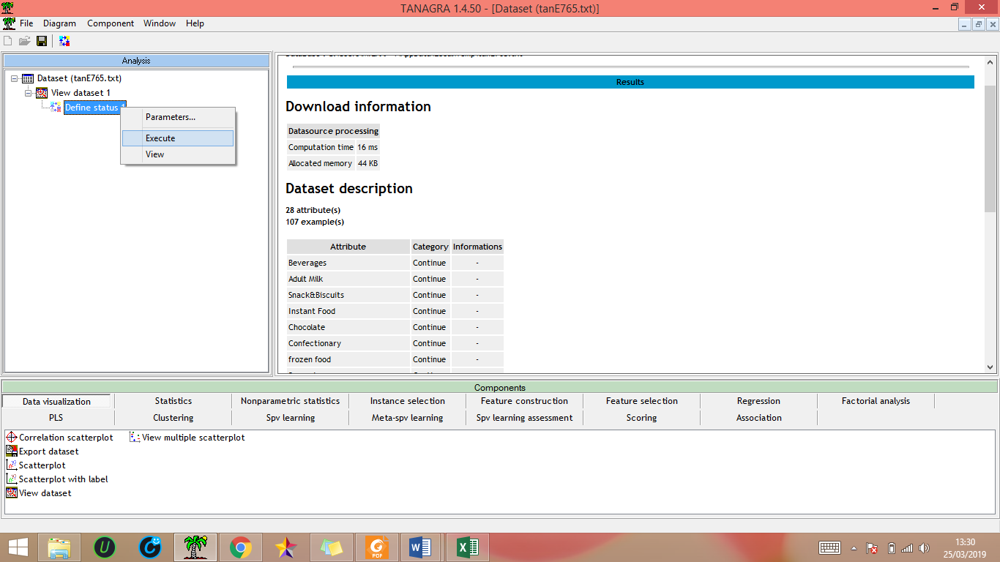 TANAGRA 1.4.50 - [Dataset (tanE765.txt)]
File Diagram Component Window Help
Analysis
Dataset (tanE765.txt)
View dataset 1
Define status
Parameters...
Execute
View
Results
Download information
Datasource processing
Computation time 16 ms
Allocated memory 44 KB
Dataset description
28 attribute(s)
107 example(s)
Attribute Category Informations
Beverages Continue -
Adult Milk Continue -
Snack&Biscuits Continue -
Instant Food Continue -
Chocolate Continue -
Confectionary Continue -
frozen food Continue -
Components
Data visualization Statistics Nonparametric statistics Instance selection Feature construction Feature selection Regression Factorial analysis
PLS Clustering Spv learning Meta-spv learning Spv learning assessment Scoring Association
Correlation scatterplot View multiple scatterplot
Export dataset
Scatterplot
Scatterplot with label
View dataset
PDF
13:30
25/03/2019